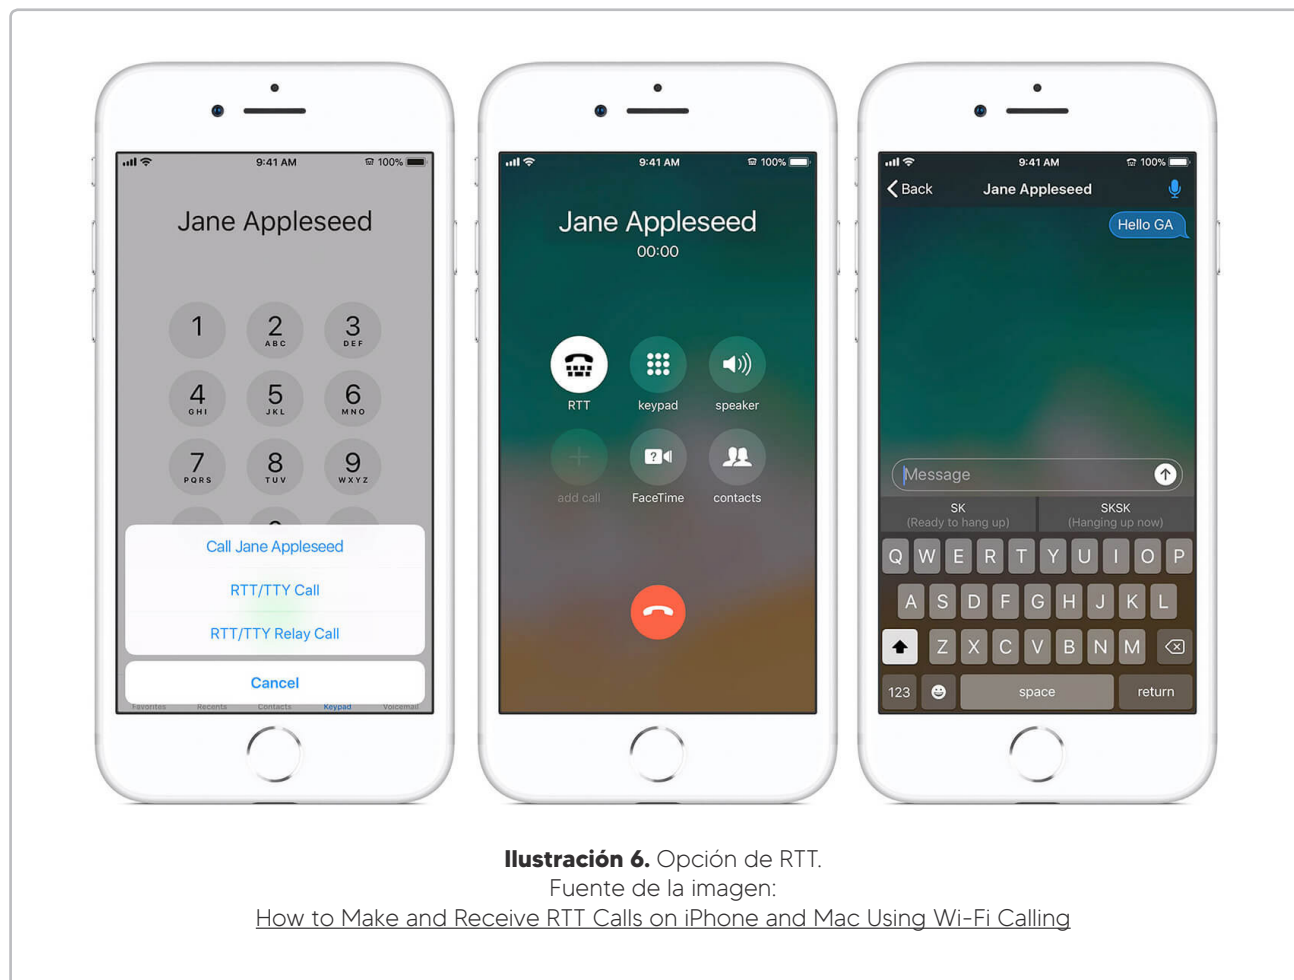 9:41 AM
100%
Jane Appleseed
1
2
ABC
3
DEF
4
GHI
5
JKL
6
MNO
7
PQRS
8
TUV
9
WXYZ
Call Jane Appleseed
RTT/TTY Call
RTT/TTY Relay Call
Cancel
Favorites Recents Contacts Keypad Voicemail
9:41 AM
100%
Jane Appleseed
00:00
RTT keypad speaker
add call FaceTime contacts
9:41 AM
100%
Back Jane Appleseed
Hello GA
Message
SK
(Ready to hang up)
SKSK
(Hanging up now)
Q W E R T Y U I O P
A S D F G H J K L
Z X C V B N M
123 space return
Ilustración 6. Opción de RTT.
Fuente de la imagen:
How to Make and Receive RTT Calls on iPhone and Mac Using Wi-Fi Calling